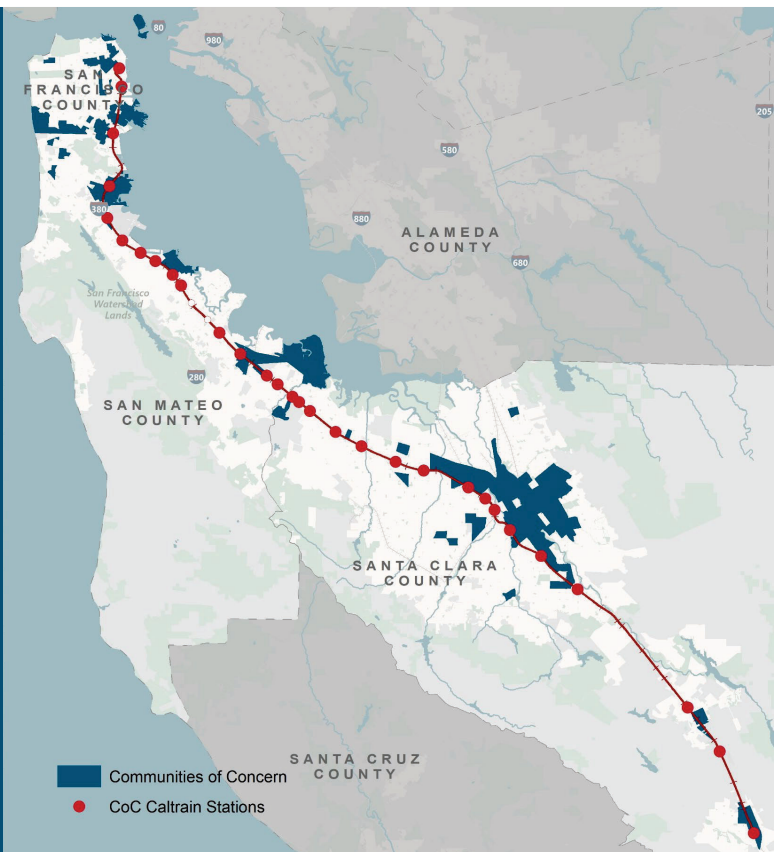 80
980
SAN
FRANCISCO
COUNTY
205
580
380
880
ALAMEDA
COUNTY
680
San Francisco
Watershed
Lands
280
SAN MATEO
COUNTY
SANTA CLARA
COUNTY
SANTA CRUZ
COUNTY
Communities of Concern
CoC Caltrain Stations